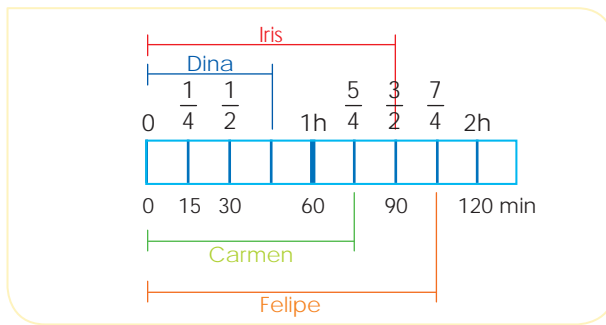 Iris
Dina
0 1/4 1/2 1h 5/4 3/2 7/4 2h
0 15 30 60 90 120 min
Carmen
Felipe